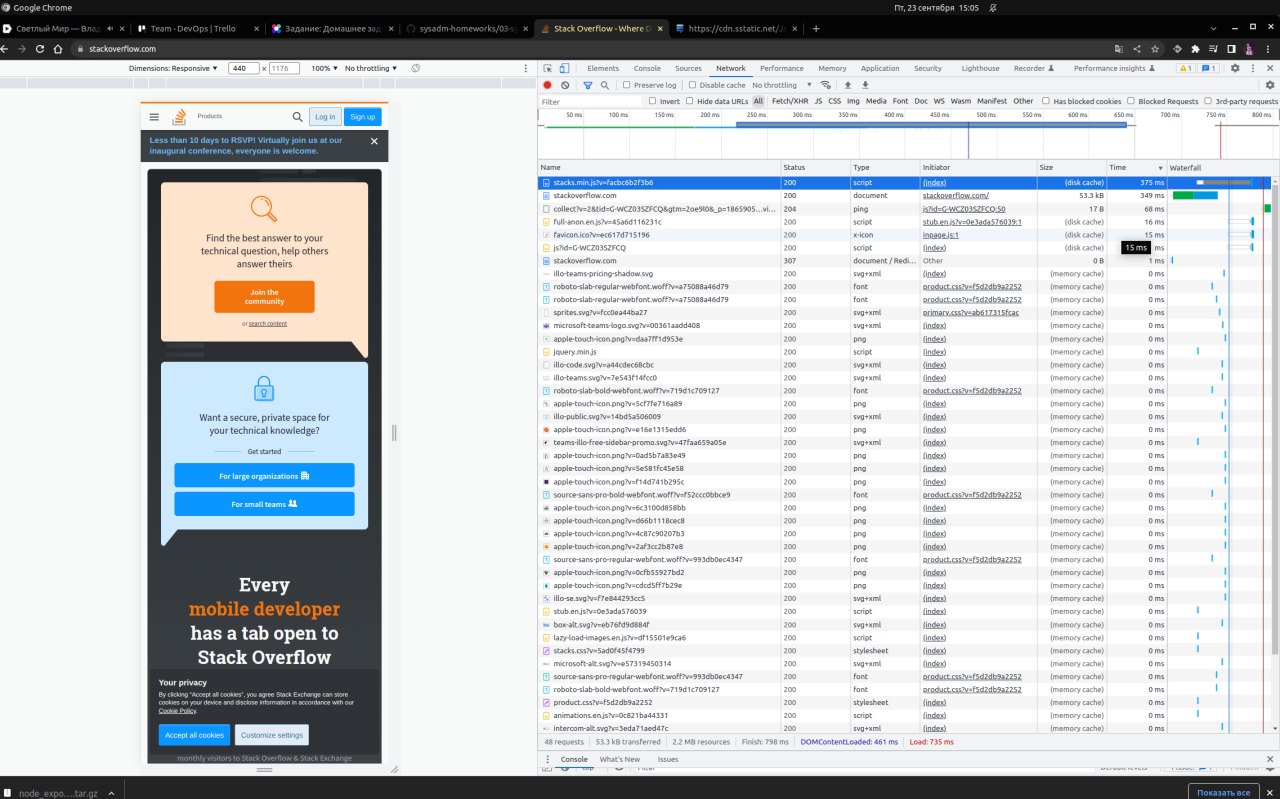 Google Chrome
Пт, 23 сентября 15:05
Светлый Мир — Влад
Team - DevOps | Trello
Задание: Домашнее зад
sysadm-homeworks/03-sy
Stack Overflow - Where D
https://cdn.sstatic.net/Js
stackoverflow.com
Dimensions: Responsive ▼ 440 × 1176 100% ▼ No throttling ▼
Elements Console Sources Network Performance Memory Application Security Lighthouse Recorder Performance insights 1 1
Preserve log Disable cache No throttling
Filter Invert Hide data URLs All Fetch/XHR JS CSS Img Media Font Doc WS Wasm Manifest Other Has blocked cookies Blocked Requests 3rd-party requests
50 ms 100 ms 150 ms 200 ms 250 ms 300 ms 350 ms 400 ms 450 ms 500 ms 550 ms 600 ms 650 ms 700 ms 750 ms 800 ms
Products
Log in
Sign up
Less than 10 days to RSVP! Virtually join us at our
inaugural conference, everyone is welcome.
Find the best answer to your
technical question, help others
answer theirs
Join the
community
or search content
Want a secure, private space for
your technical knowledge?
Get started
For large organizations
For small teams
Every
mobile developer
has a tab open to
Stack Overflow
Your privacy
By clicking "Accept all cookies", you agree Stack Exchange can store
cookies on your device and disclose information in accordance with our
Cookie Policy.
Accept all cookies
Customize settings
monthly visitors to Stack Overflow & Stack Exchange
Name Status Type Initiator Size Time Waterfall
stacks.min.js?v=facbc6b2f3b6 200 script (index) (disk cache) 375 ms
stackoverflow.com 200 document stackoverflow.com/ 53.3 kB 349 ms
collect?v=2&tid=G-WCZ03SZFCQ&gtm=2oe9l0&_p=1865905...vi... 204 ping js?id=G-WCZ03SZFCQ:50 17 B 68 ms
full-anon.en.js?v=45a6d116231c 200 script stub.en.js?v=0e3ada576039:1 (disk cache) 16 ms
favicon.ico?v=ec617d715196 200 x-icon inpage.js:1 (disk cache) 15 ms
js?id=G-WCZ03SZFCQ 200 script (index) (disk cache) ms
15 ms
stackoverflow.com 307 document / Redi... Other 0 B 1 ms
illo-teams-pricing-shadow.svg 200 svg+xml (index) (memory cache) 0 ms
roboto-slab-regular-webfont.woff?v=a75088a46d79 200 font product.css?v=f5d2db9a2252 (memory cache) 0 ms
roboto-slab-regular-webfont.woff?v=a75088a46d79 200 font product.css?v=f5d2db9a2252 (memory cache) 0 ms
sprites.svg?v=fcc0ea44ba27 200 svg+xml primary.css?v=ab617315fcac (memory cache) 0 ms
microsoft-teams-logo.svg?v=00361aadd408 200 svg+xml (index) (memory cache) 0 ms
apple-touch-icon.png?v=daa7ff1d953e 200 png (index) (memory cache) 0 ms
jquery.min.js 200 script (index) (memory cache) 0 ms
illo-code.svg?v=a44cdec68cbc 200 svg+xml (index) (memory cache) 0 ms
illo-teams.svg?v=7e543f14fcc0 200 svg+xml (index) (memory cache) 0 ms
roboto-slab-bold-webfont.woff?v=719d1c709127 200 font product.css?v=f5d2db9a2252 (memory cache) 0 ms
apple-touch-icon.png?v=5cf7fe716a89 200 png (index) (memory cache) 0 ms
illo-public.svg?v=14bd5a506009 200 svg+xml (index) (memory cache) 0 ms
apple-touch-icon.png?v=e16e1315edd6 200 png (index) (memory cache) 0 ms
teams-illo-free-sidebar-promo.svg?v=47faa659a05e 200 svg+xml (index) (memory cache) 0 ms
apple-touch-icon.png?v=0ad5b7a83e49 200 png (index) (memory cache) 0 ms
apple-touch-icon.png?v=5e581fc45e58 200 png (index) (memory cache) 0 ms
apple-touch-icon.png?v=f14d741b295c 200 png (index) (memory cache) 0 ms
source-sans-pro-bold-webfont.woff?v=f52ccc0bbce9 200 font product.css?v=f5d2db9a2252 (memory cache) 0 ms
apple-touch-icon.png?v=6c3100d858bb 200 png (index) (memory cache) 0 ms
apple-touch-icon.png?v=d66b1118cec8 200 png (index) (memory cache) 0 ms
apple-touch-icon.png?v=4c87c90207b3 200 png (index) (memory cache) 0 ms
apple-touch-icon.png?v=2af3cc2b87e8 200 png (index) (memory cache) 0 ms
source-sans-pro-regular-webfont.woff?v=993db0ec4347 200 font product.css?v=f5d2db9a2252 (memory cache) 0 ms
apple-touch-icon.png?v=0cfb55927bd2 200 png (index) (memory cache) 0 ms
apple-touch-icon.png?v=cdcd5ff7b29e 200 png (index) (memory cache) 0 ms
illo-se.svg?v=f7e844293cc5 200 svg+xml (index) (memory cache) 0 ms
stub.en.js?v=0e3ada576039 200 script (index) (memory cache) 0 ms
box-alt.svg?v=eb76fd9d884f 200 svg+xml (index) (memory cache) 0 ms
lazy-load-images.en.js?v=df15501e9ca6 200 script (index) (memory cache) 0 ms
stacks.css?v=5ad0f45f4799 200 stylesheet (index) (memory cache) 0 ms
microsoft-alt.svg?v=e57319450314 200 svg+xml (index) (memory cache) 0 ms
source-sans-pro-regular-webfont.woff?v=993db0ec4347 200 font product.css?v=f5d2db9a2252 (memory cache) 0 ms
roboto-slab-bold-webfont.woff?v=719d1c709127 200 font product.css?v=f5d2db9a2252 (memory cache) 0 ms
product.css?v=f5d2db9a2252 200 stylesheet (index) (memory cache) 0 ms
animations.en.js?v=0c821ba44331 200 script (index) (memory cache) 0 ms
intercom-alt.svg?v=3eda71aed47c 200 svg+xml (index) (memory cache) 0 ms
48 requests 53.3 kB transferred 2.2 MB resources Finish: 798 ms DOMContentLoaded: 461 ms Load: 735 ms
Console What's New Issues
node_expo....tar.gz
Показать все